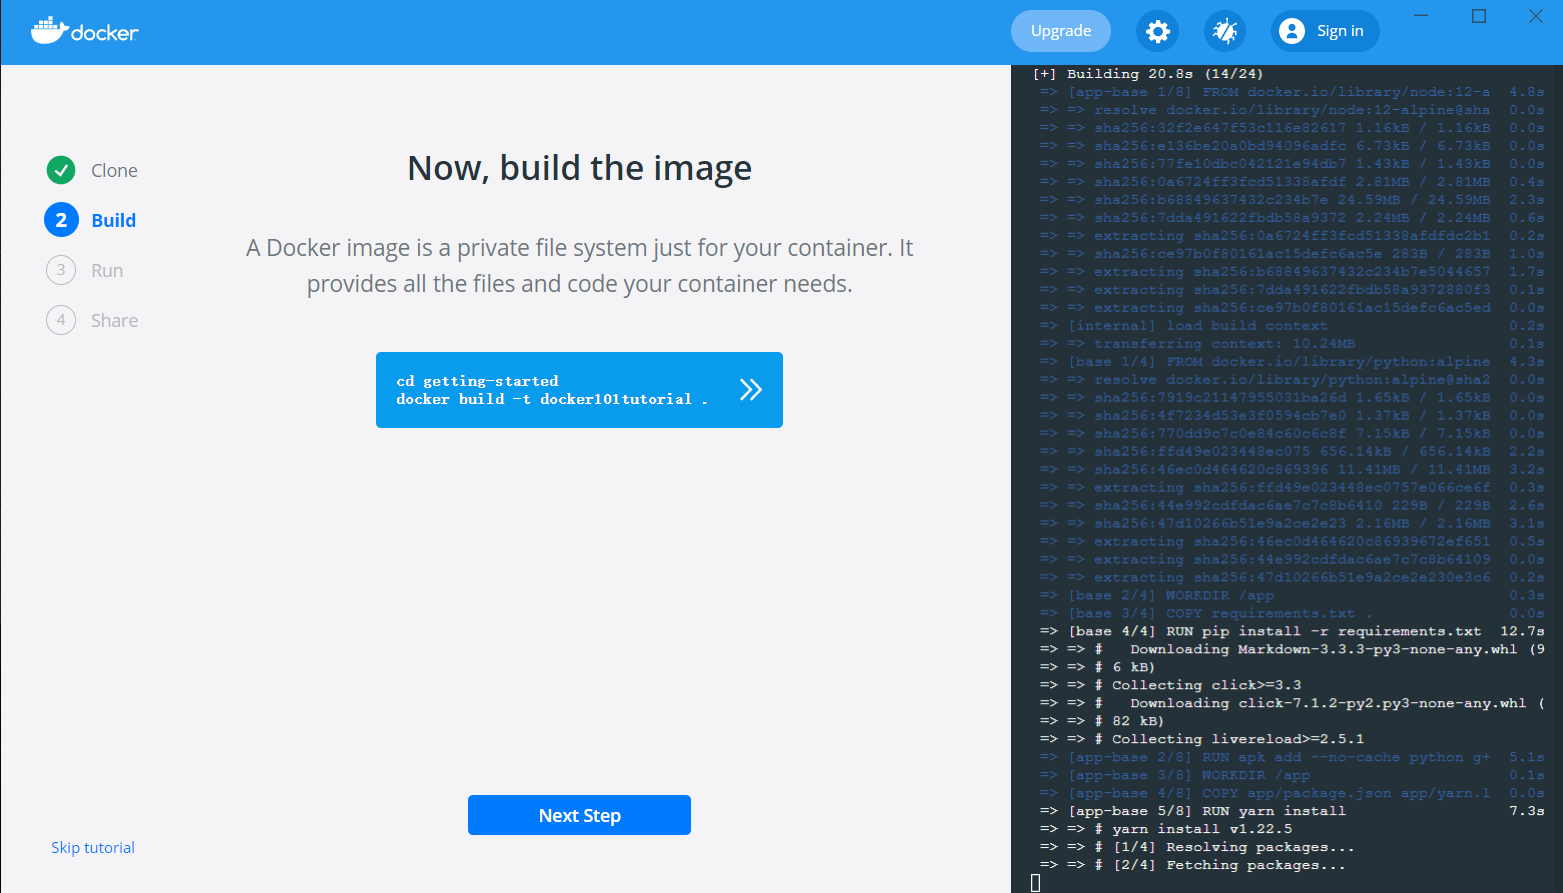 docker
Upgrade
Sign in
Clone
2 Build
3 Run
4 Share
Now, build the image
A Docker image is a private file system just for your container. It
provides all the files and code your container needs.
cd getting-started
docker build -t docker101tutorial .
Next Step
Skip tutorial
[+] Building 20.8s (14/24)
=> [app-base 1/8] FROM docker.io/library/node:12-a 4.8s
=> => resolve docker.io/library/node:12-alpine@sha 0.0s
=> => sha256:32f2e647f53c116e82617 1.16kB / 1.16kB 0.0s
=> => sha256:e136be20a0bd94096adfc 6.73kB / 6.73kB 0.0s
=> => sha256:77fe10dbc042121e94db7 1.43kB / 1.43kB 0.0s
=> => sha256:0a6724ff3fcd51338afdf 2.81MB / 2.81MB 0.4s
=> => sha256:b68849637432c234b7e 24.59MB / 24.59MB 2.3s
=> => sha256:7dda491622fbdb58a9372 2.24MB / 2.24MB 0.6s
=> => extracting sha256:0a6724ff3fcd51338afdfdc2b1 0.2s
=> => sha256:ce97b0f80161ac15defc6ac5e 283B / 283B 1.0s
=> => extracting sha256:b68849637432c234b7e5044657 1.7s
=> => extracting sha256:7dda491622fbdb58a9372880f3 0.1s
=> => extracting sha256:ce97b0f80161ac15defc6ac5ed 0.0s
=> [internal] load build context 0.2s
=> => transferring context: 10.24MB 0.1s
=> [base 1/4] FROM docker.io/library/python:alpine 4.3s
=> => resolve docker.io/library/python:alpine@sha2 0.0s
=> => sha256:7919c21147955031ba26d 1.65kB / 1.65kB 0.0s
=> => sha256:4f7234d53e3f0594cb7e0 1.37kB / 1.37kB 0.0s
=> => sha256:770dd9c7c0e84c60c6c8f 7.15kB / 7.15kB 0.0s
=> => sha256:ffd49e023448ec075 656.14kB / 656.14kB 2.2s
=> => sha256:46ec0d464620c869396 11.41MB / 11.41MB 3.2s
=> => extracting sha256:ffd49e023448ec0757e066ce6f 0.3s
=> => sha256:44e992cdfdac6ae7c7c8b6410 229B / 229B 2.6s
=> => sha256:47d10266b51e9a2ce2e23 2.16MB / 2.16MB 3.1s
=> => extracting sha256:46ec0d464620c86939672ef651 0.5s
=> => extracting sha256:44e992cdfdac6ae7c7c8b64109 0.0s
=> => extracting sha256:47d10266b51e9a2ce2e230e3c6 0.2s
=> [base 2/4] WORKDIR /app 0.3s
=> [base 3/4] COPY requirements.txt . 0.0s
=> [base 4/4] RUN pip install -r requirements.txt 12.7s
=> => # Downloading Markdown-3.3.3-py3-none-any.whl (9
=> => # 6 kB)
=> => # Collecting click>=3.3
=> => # Downloading click-7.1.2-py2.py3-none-any.whl (
=> => # 82 kB)
=> => # Collecting livereload>=2.5.1
=> [app-base 2/8] RUN apk add --no-cache python g+ 5.1s
=> [app-base 3/8] WORKDIR /app 0.1s
=> [app-base 4/8] COPY app/package.json app/yarn.l 0.0s
=> [app-base 5/8] RUN yarn install 7.3s
=> => # yarn install v1.22.5
=> => # [1/4] Resolving packages...
=> => # [2/4] Fetching packages...